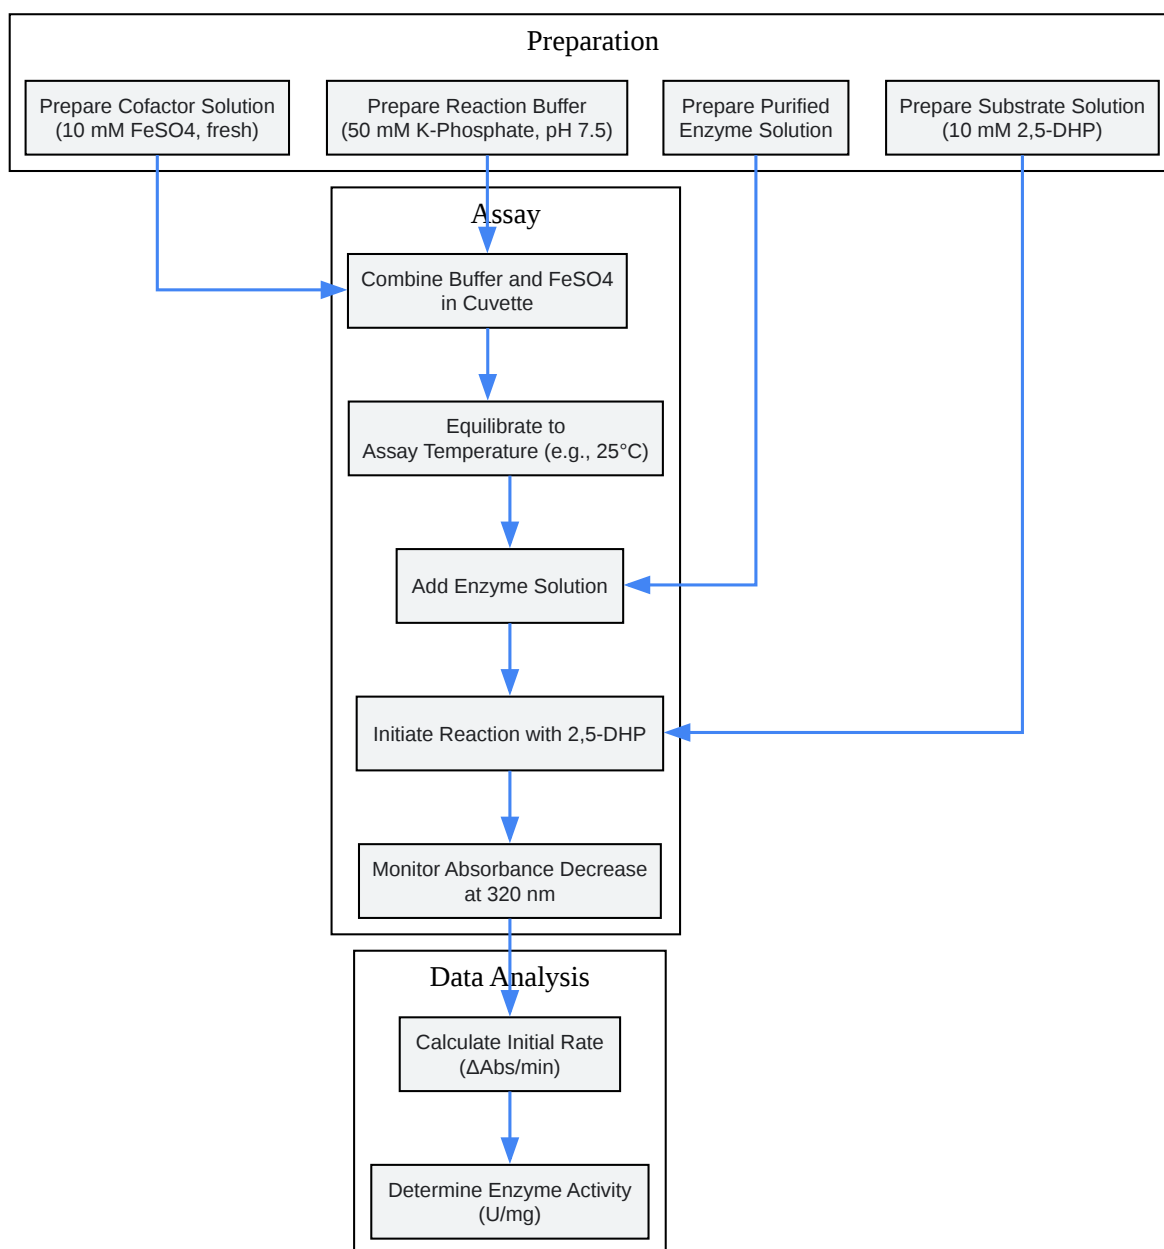 Preparation
Prepare Cofactor Solution
(10 mM FeSO4, fresh)
Prepare Reaction Buffer
(50 mM K-Phosphate, pH 7.5)
Prepare Purified
Enzyme Solution
Prepare Substrate Solution
(10 mM 2,5-DHP)
Assay
Combine Buffer and FeSO4
in Cuvette
Equilibrate to
Assay Temperature (e.g., 25°C)
Add Enzyme Solution
Initiate Reaction with 2,5-DHP
Monitor Absorbance Decrease
at 320 nm
Data Analysis
Calculate Initial Rate
(ΔAbs/min)
Determine Enzyme Activity
(U/mg)